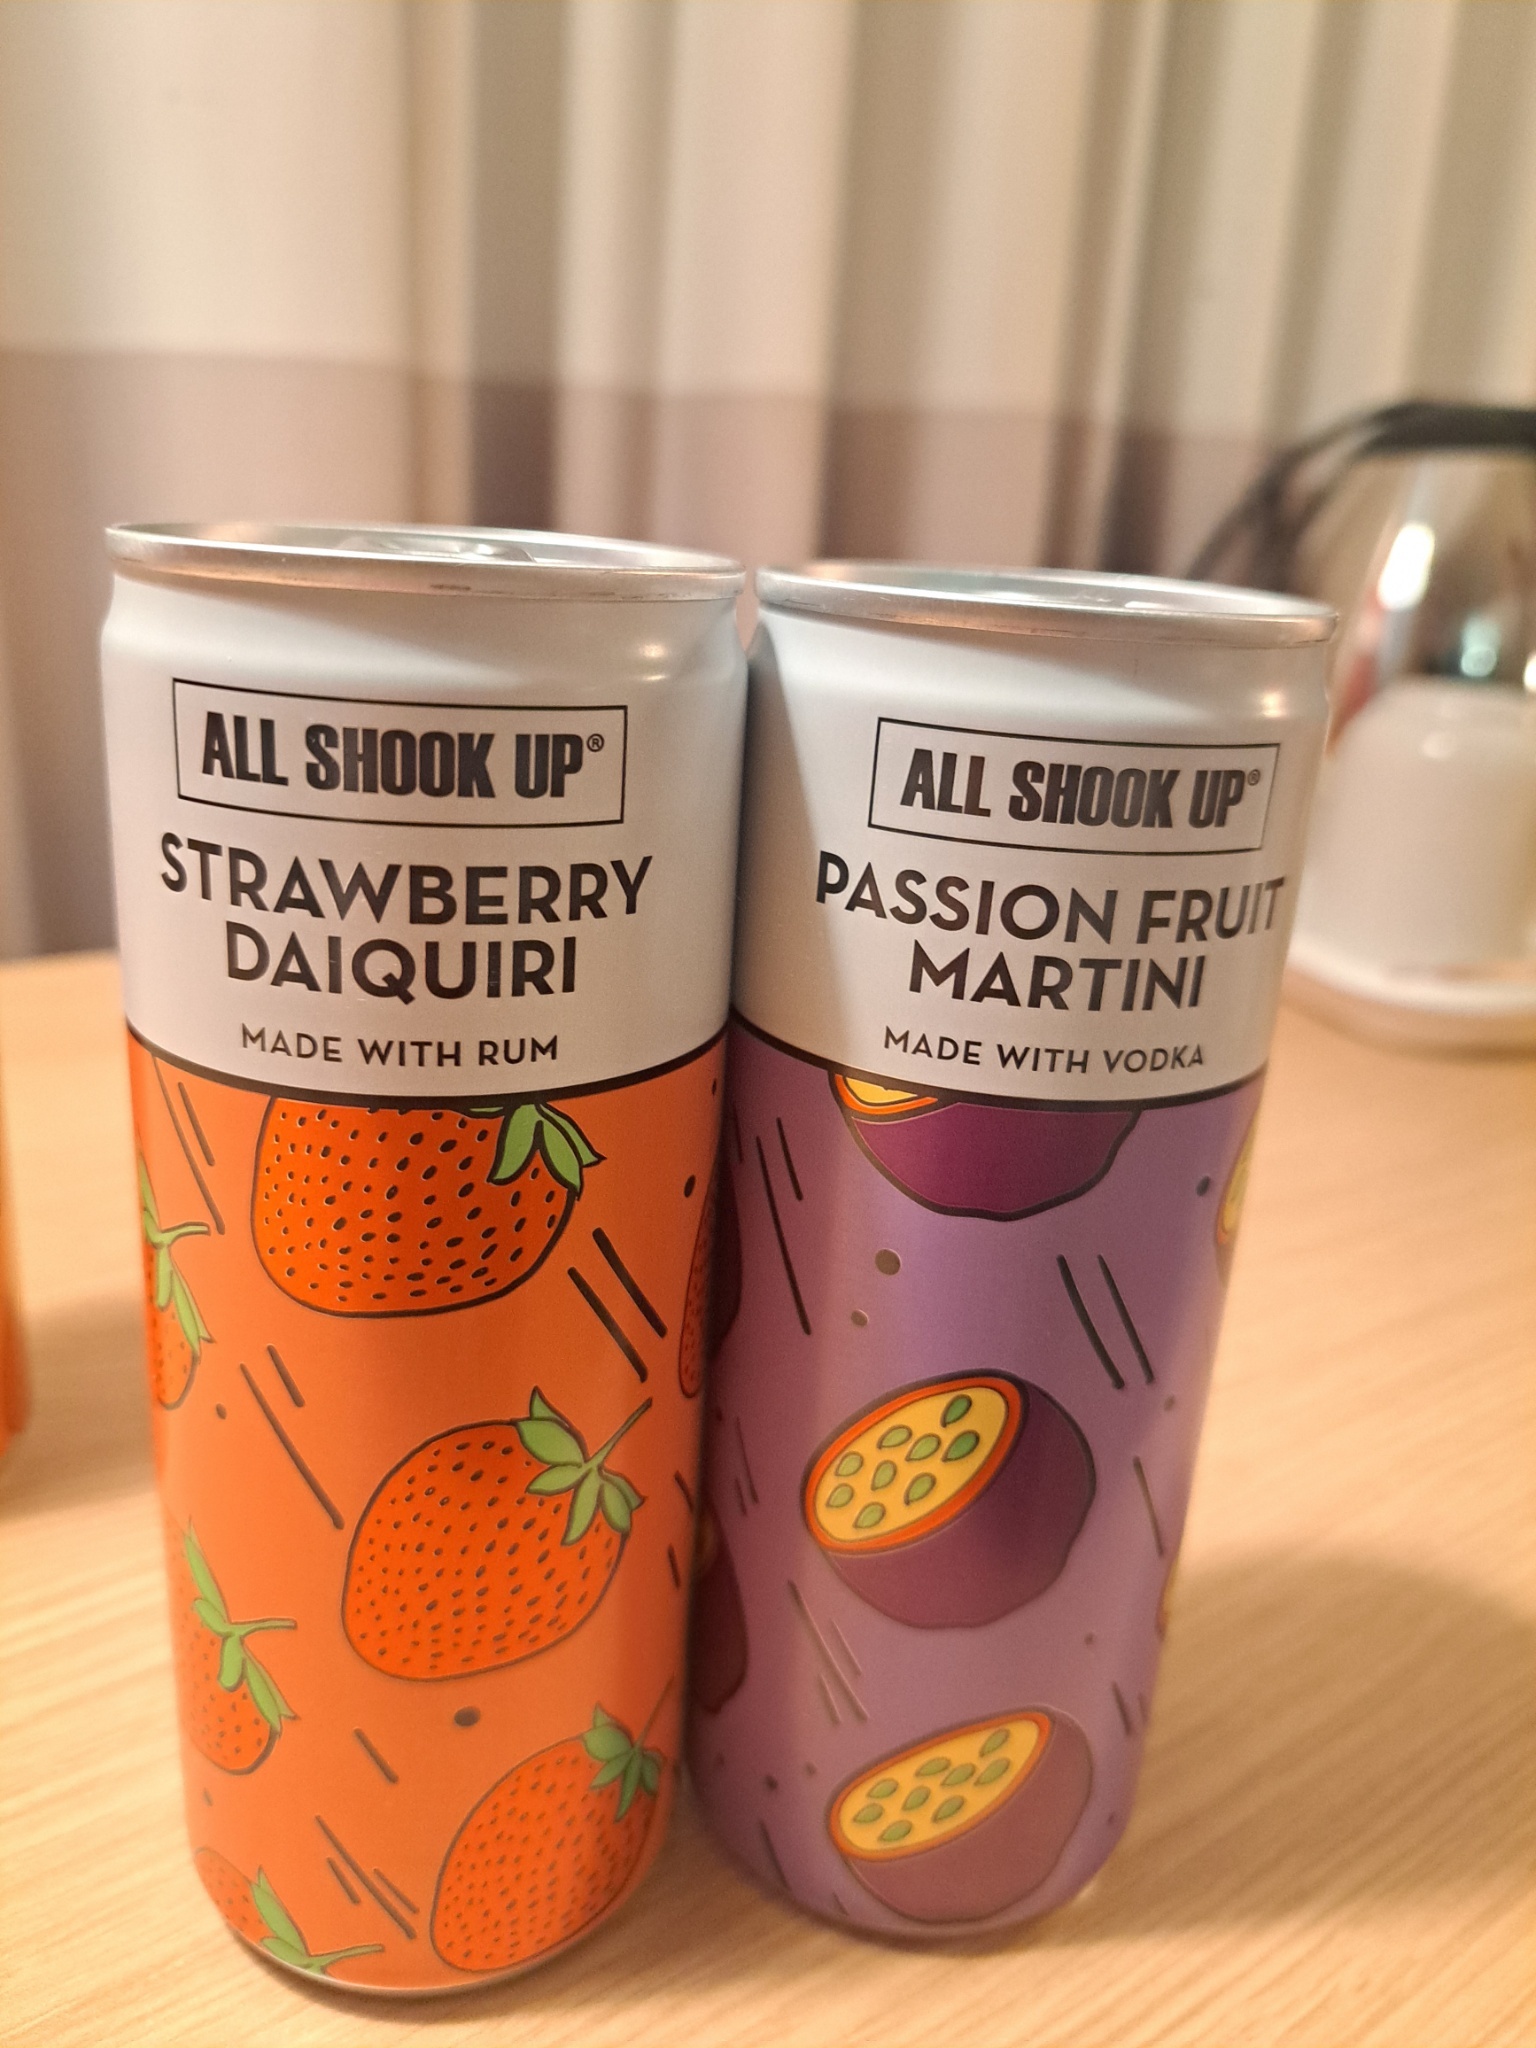 ALL SHOOK UP®
STRAWBERRY
DAIQUIRI
MADE WITH RUM
ALL SHOOK UP®
PASSION FRUIT
MARTINI
MADE WITH VODKA